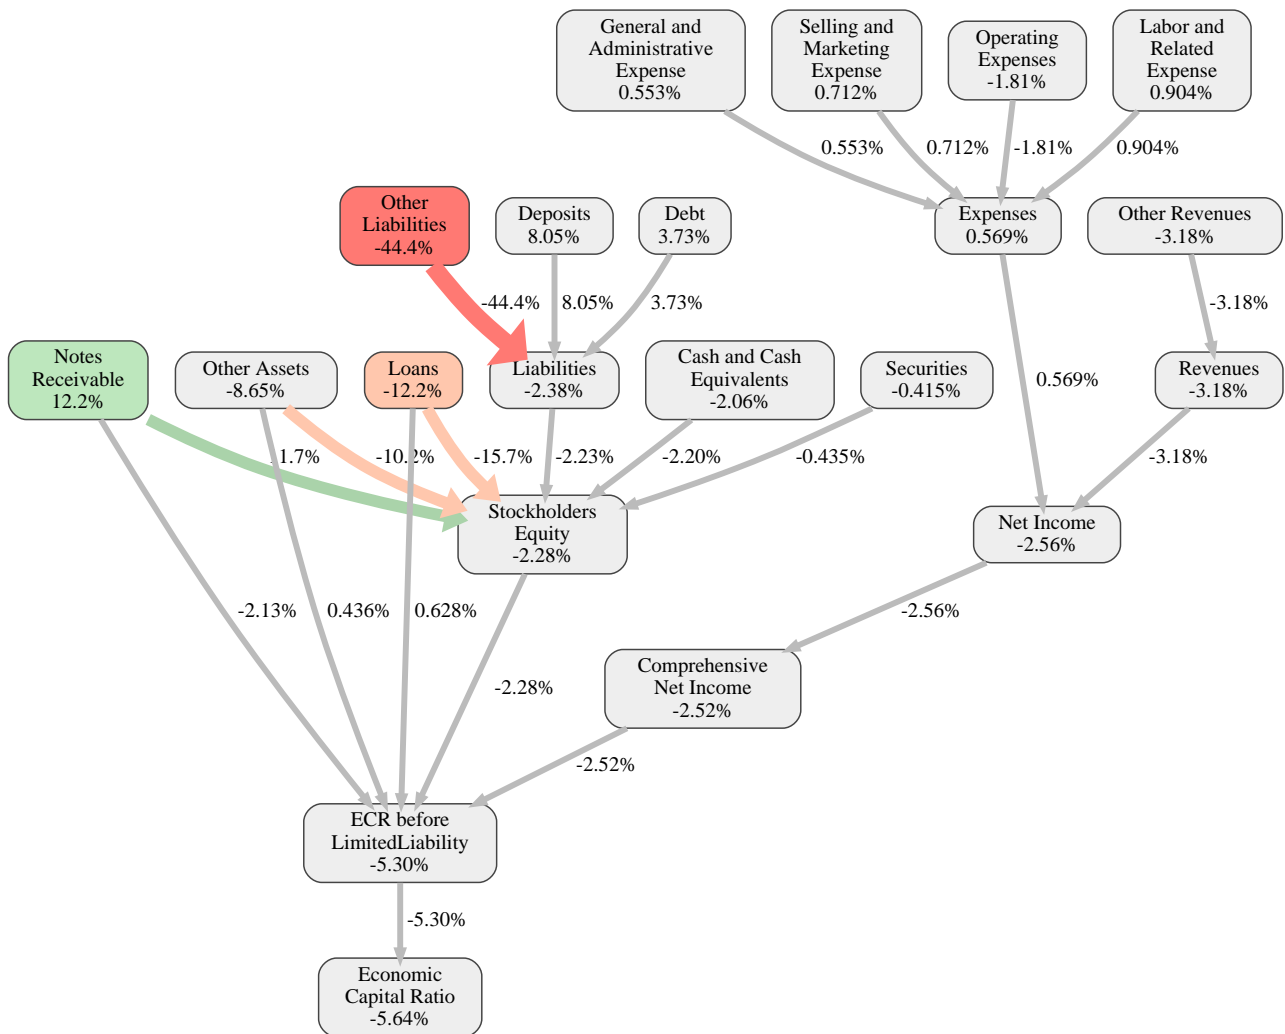 General and
Administrative
Expense
0.553%
Selling and
Marketing
Expense
0.712%
Operating
Expenses
-1.81%
Labor and
Related
Expense
0.904%
0.553%
0.712%
-1.81%
0.904%
Other
Liabilities
-44.4%
Deposits
8.05%
Debt
3.73%
Expenses
0.569%
Other Revenues
-3.18%
-44.4%
8.05%
3.73%
-3.18%
Notes
Receivable
12.2%
Other Assets
-8.65%
Loans
-12.2%
Liabilities
-2.38%
Cash and Cash
Equivalents
-2.06%
Securities
-0.415%
0.569%
Revenues
-3.18%
-10.2%
-15.7%
-2.23%
-2.20%
-0.435%
-3.18%
Stockholders
Equity
-2.28%
Net Income
-2.56%
-2.13%
0.436%
0.628%
-2.56%
-2.28%
Comprehensive
Net Income
-2.52%
-2.52%
ECR before
LimitedLiability
-5.30%
-5.30%
Economic
Capital Ratio
-5.64%